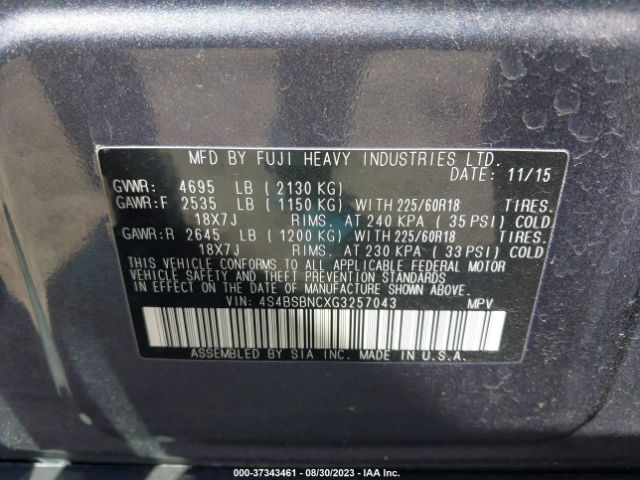 MFD BY FUJI HEAVY INDUSTRIES LTD.
DATE: 11/15
GVWR: 4695 LB (2130 KG)
GAWR:F 2535 LB (1150 KG) WITH 225/60R18 TIRES.
18X7J RIMS. AT 240 KPA (35 PSI) COLD
GAWR:R 2645 LB (1200 KG) WITH 225/60R18 TIRES.
18X7J RIMS. AT 230 KPA (33 PSI) COLD
THIS VEHICLE CONFORMS TO ALL APPLICABLE FEDERAL MOTOR
VEHICLE SAFETY AND THEFT PREVENTION STANDARDS
IN EFFECT ON THE DATE OF MANUFACTURE SHOWN ABOVE.
VIN: 4S4BSBNCXG3257043 MPV
ASSEMBLED BY SIA INC. MADE IN U.S.A.
000-37343461 - 08/30/2023 - IAA Inc.